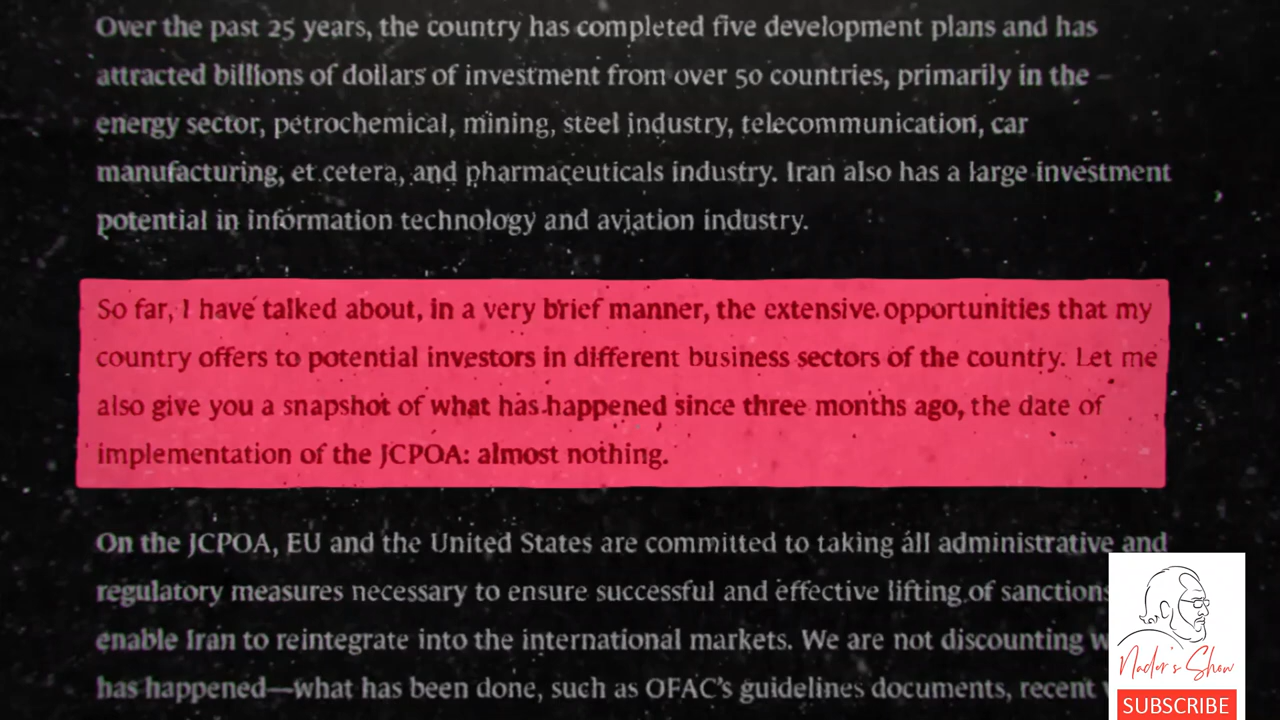 Over the past 25 years, the country has completed five development plans and has
attracted billions of dollars of investment from over 50 countries, primarily in the –
energy sector, petrochemical, mining, steel industry, telecommunication, car
manufacturing, et cetera, and pharmaceuticals industry. Iran also has a large investment
potential in information technology and aviation industry.
So far, I have talked about, in a very brief manner, the extensive opportunities that my
country offers to potential investors in different business sectors of the country. Let me
also give you a snapshot of what has happened since three months ago, the date of
implementation of the JCPOA: almost nothing.
On the JCPOA, EU and the United States are committed to taking all administrative and
regulatory measures necessary to ensure successful and effective lifting of sanctions
enable Iran to reintegrate into the international markets. We are not discounting
has happened—what has been done, such as OFAC's guidelines documents, recent
Nader's Show
SUBSCRIBE